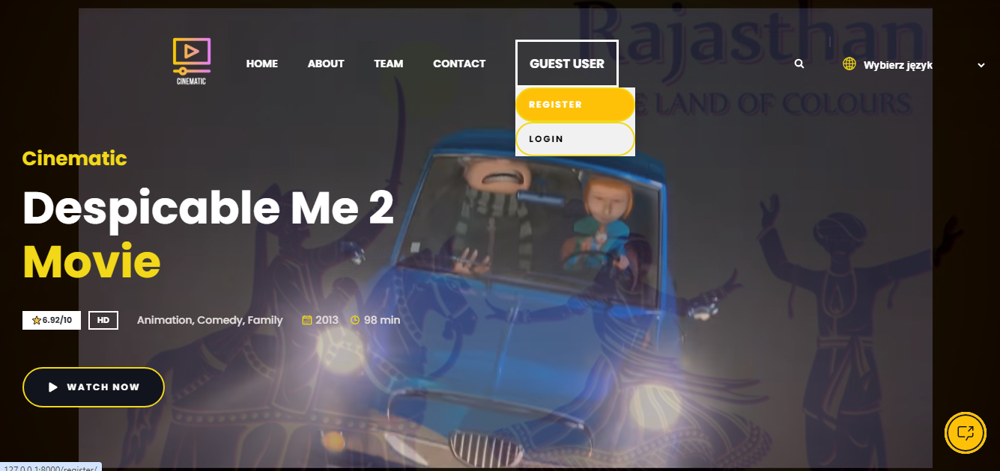 Rajasthan
THE LAND OF COLOURS
CINEMATIC
HOME ABOUT TEAM CONTACT GUEST USER
Wybierz język
REGISTER
LOGIN
Cinematic
Despicable Me 2
Movie
6.92/10 HD Animation, Comedy, Family 2013 98 min
WATCH NOW
127.0.0.1:8000/register/